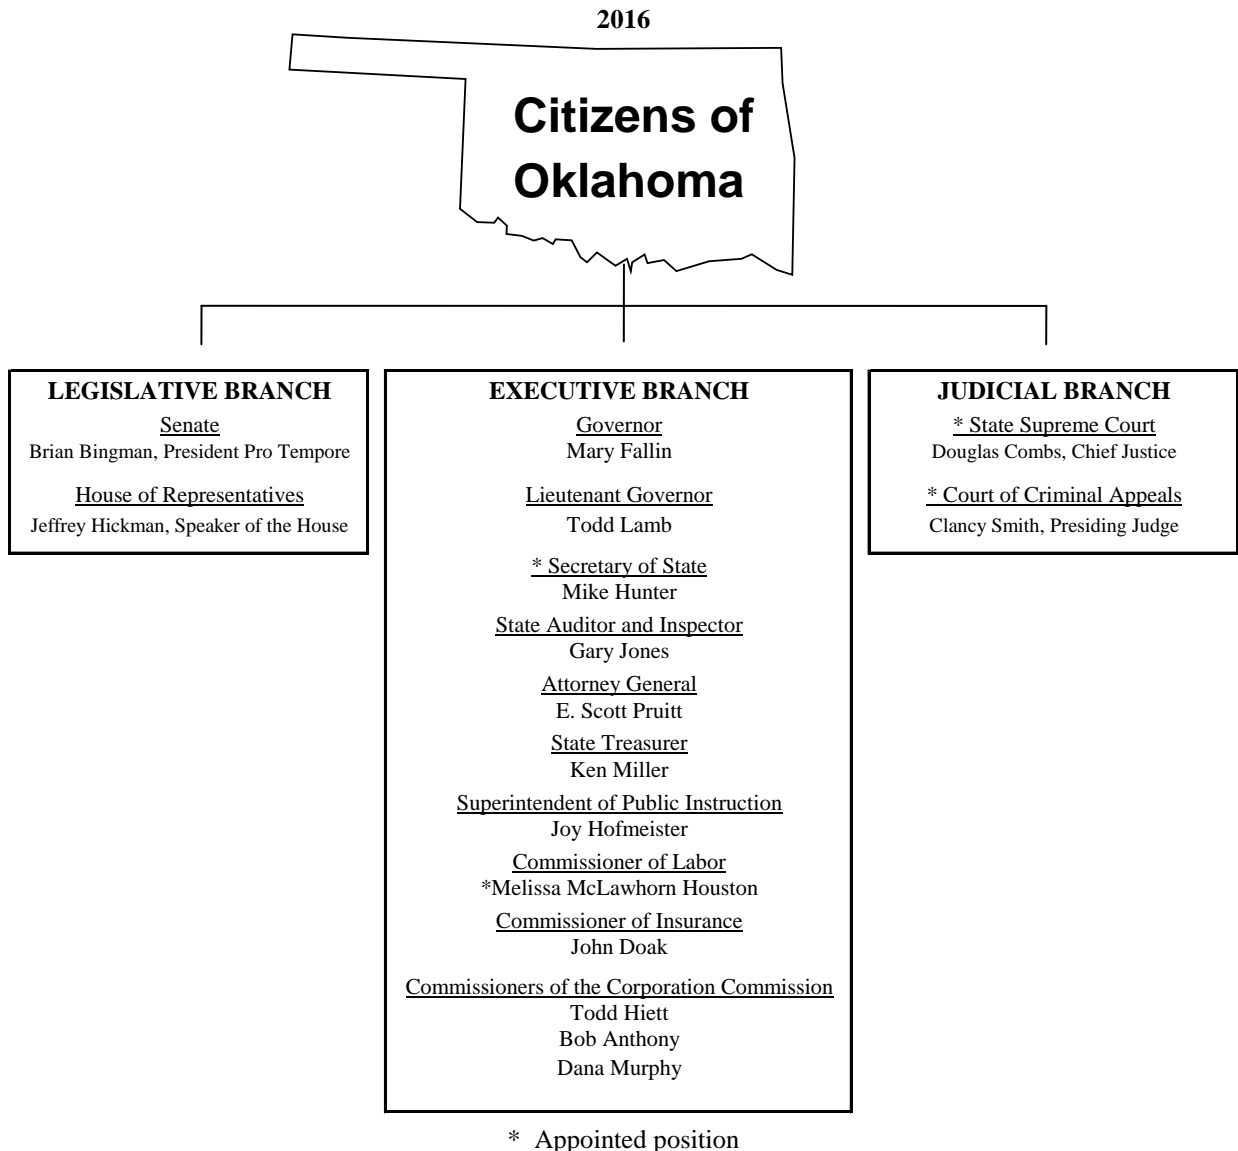 2016
Citizens of
Oklahoma
LEGISLATIVE BRANCH
Senate
Brian Bingman, President Pro Tempore
House of Representatives
Jeffrey Hickman, Speaker of the House
EXECUTIVE BRANCH
Governor
Mary Fallin
Lieutenant Governor
Todd Lamb
* Secretary of State
Mike Hunter
State Auditor and Inspector
Gary Jones
Attorney General
E. Scott Pruitt
State Treasurer
Ken Miller
Superintendent of Public Instruction
Joy Hofmeister
Commissioner of Labor
*Melissa McLawhorn Houston
Commissioner of Insurance
John Doak
Commissioners of the Corporation Commission
Todd Hiett
Bob Anthony
Dana Murphy
JUDICIAL BRANCH
* State Supreme Court
Douglas Combs, Chief Justice
* Court of Criminal Appeals
Clancy Smith, Presiding Judge
* Appointed position